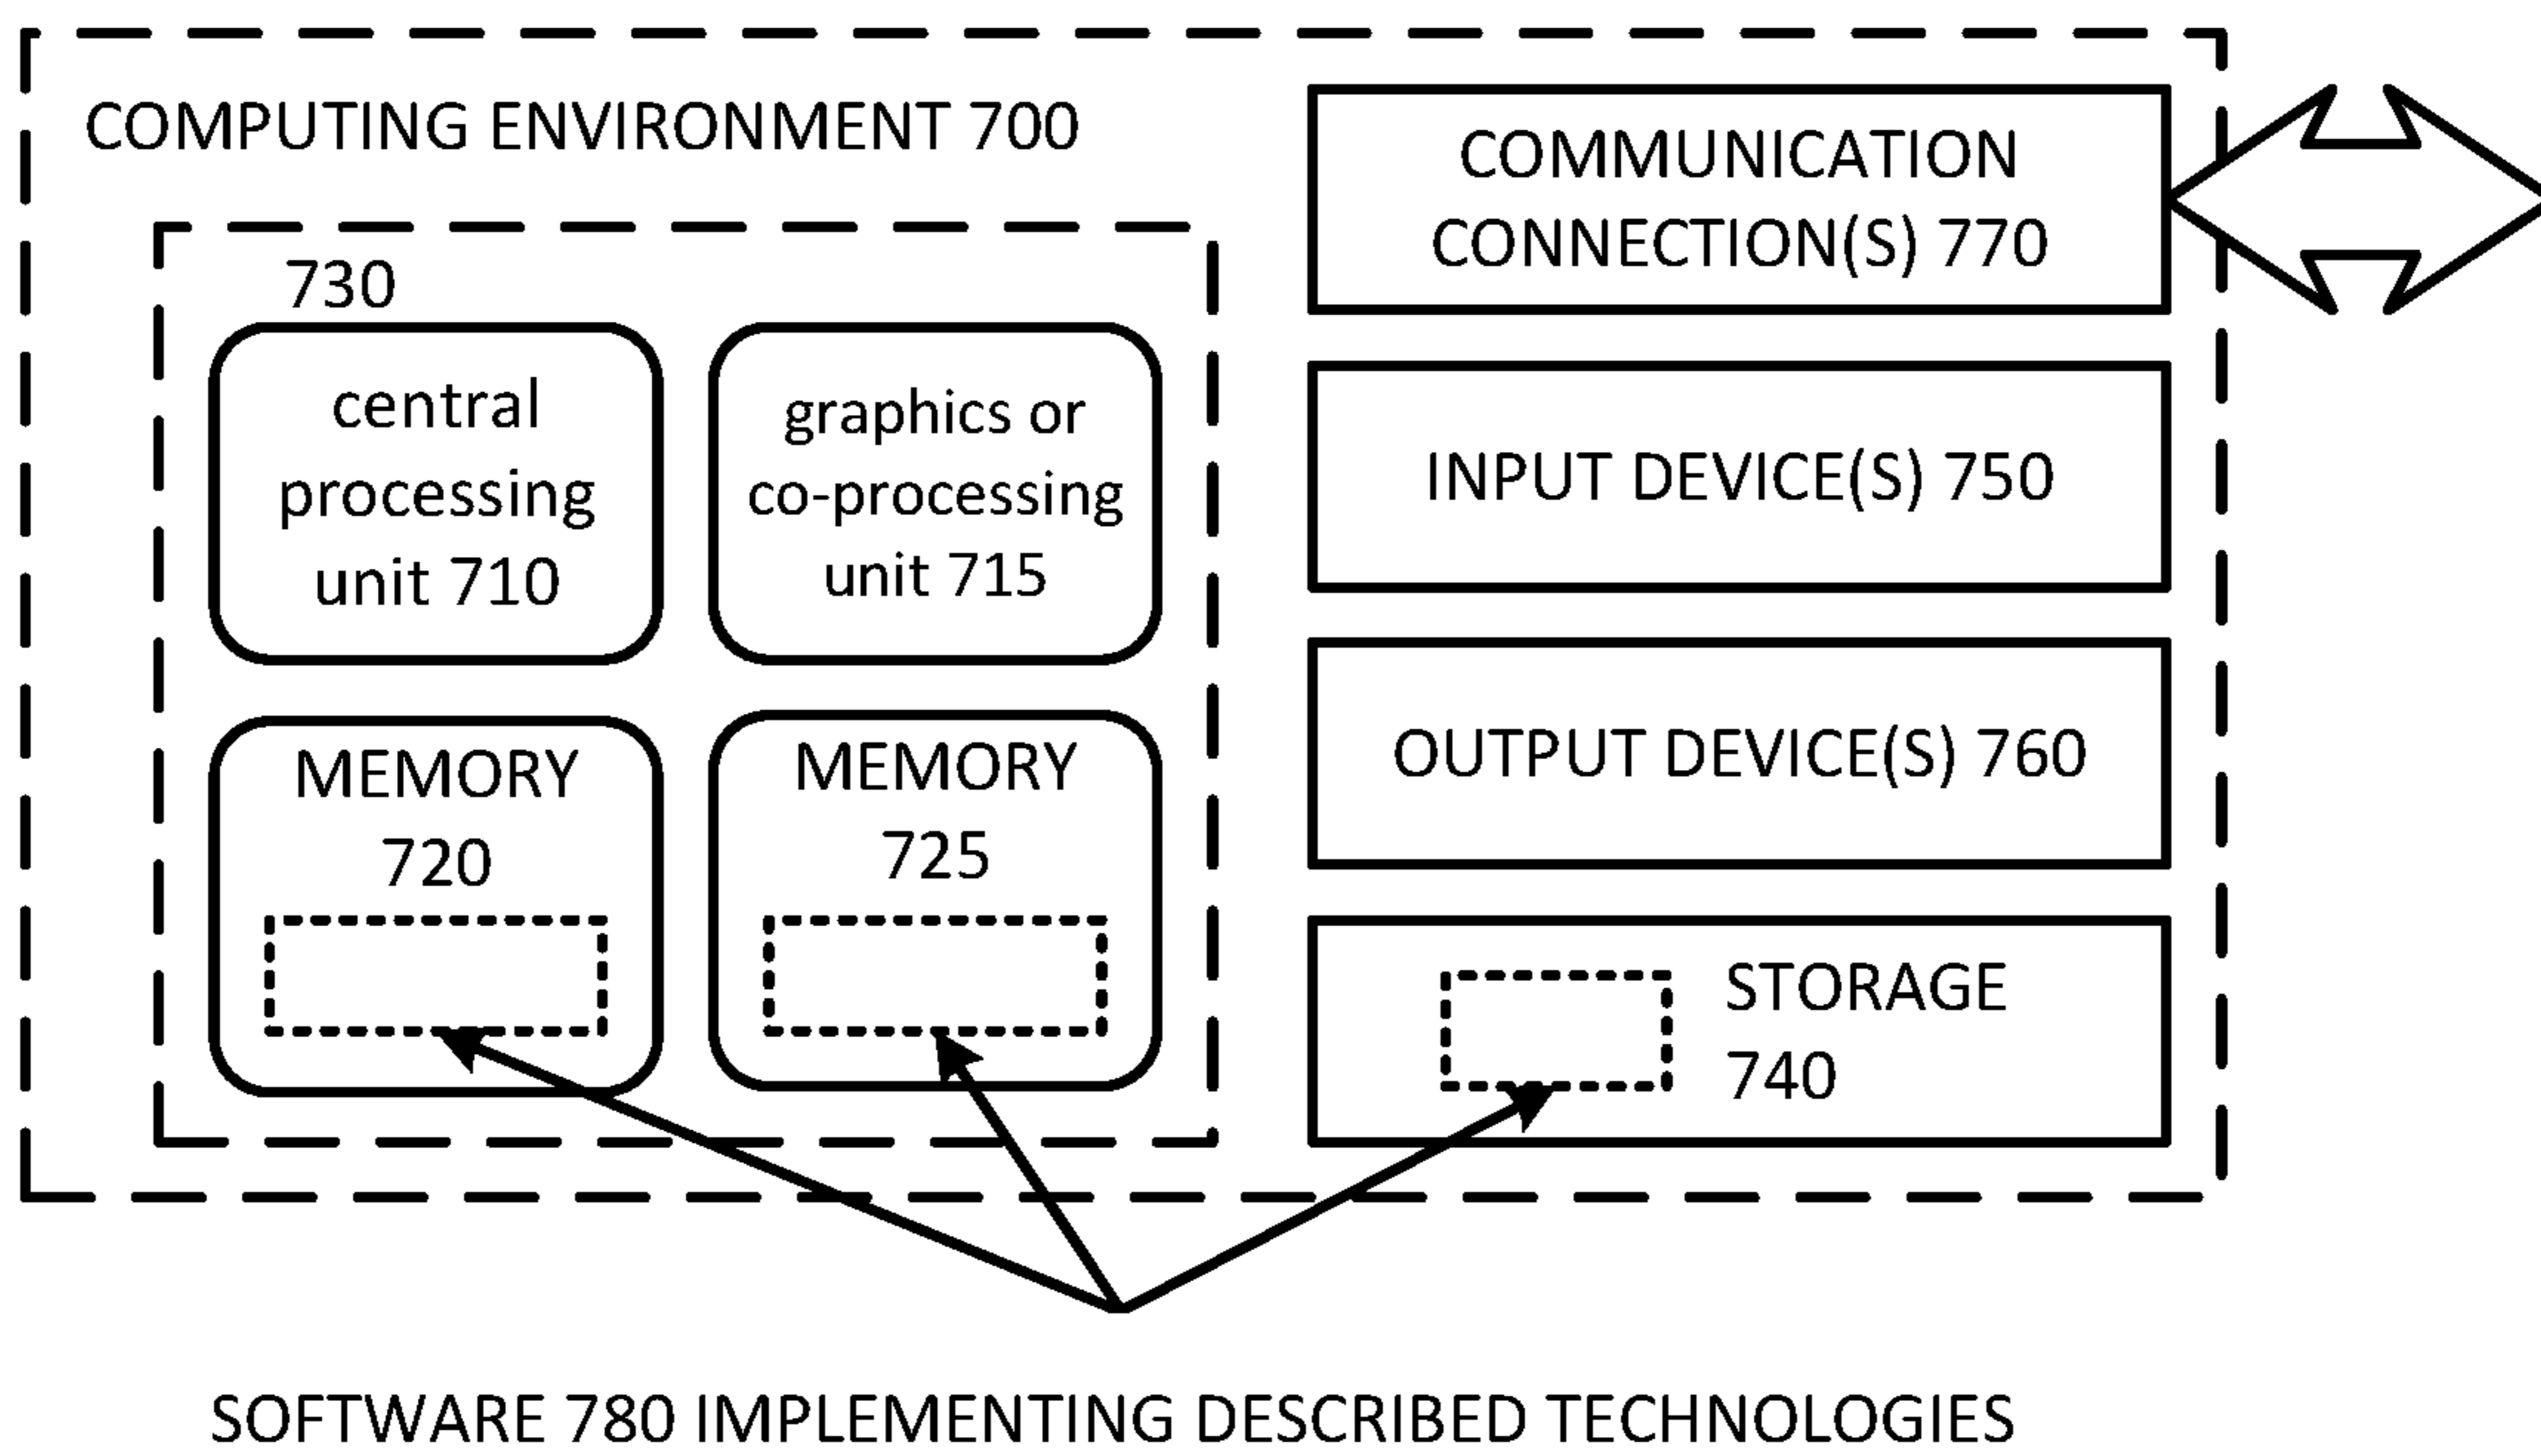 COMPUTING ENVIRONMENT 700
730
central
processing
unit 710
graphics or
co-processing
unit 715
MEMORY
720
MEMORY
725
COMMUNICATION
CONNECTION(S) 770
INPUT DEVICE(S) 750
OUTPUT DEVICE(S) 760
STORAGE
740
SOFTWARE 780 IMPLEMENTING DESCRIBED TECHNOLOGIES